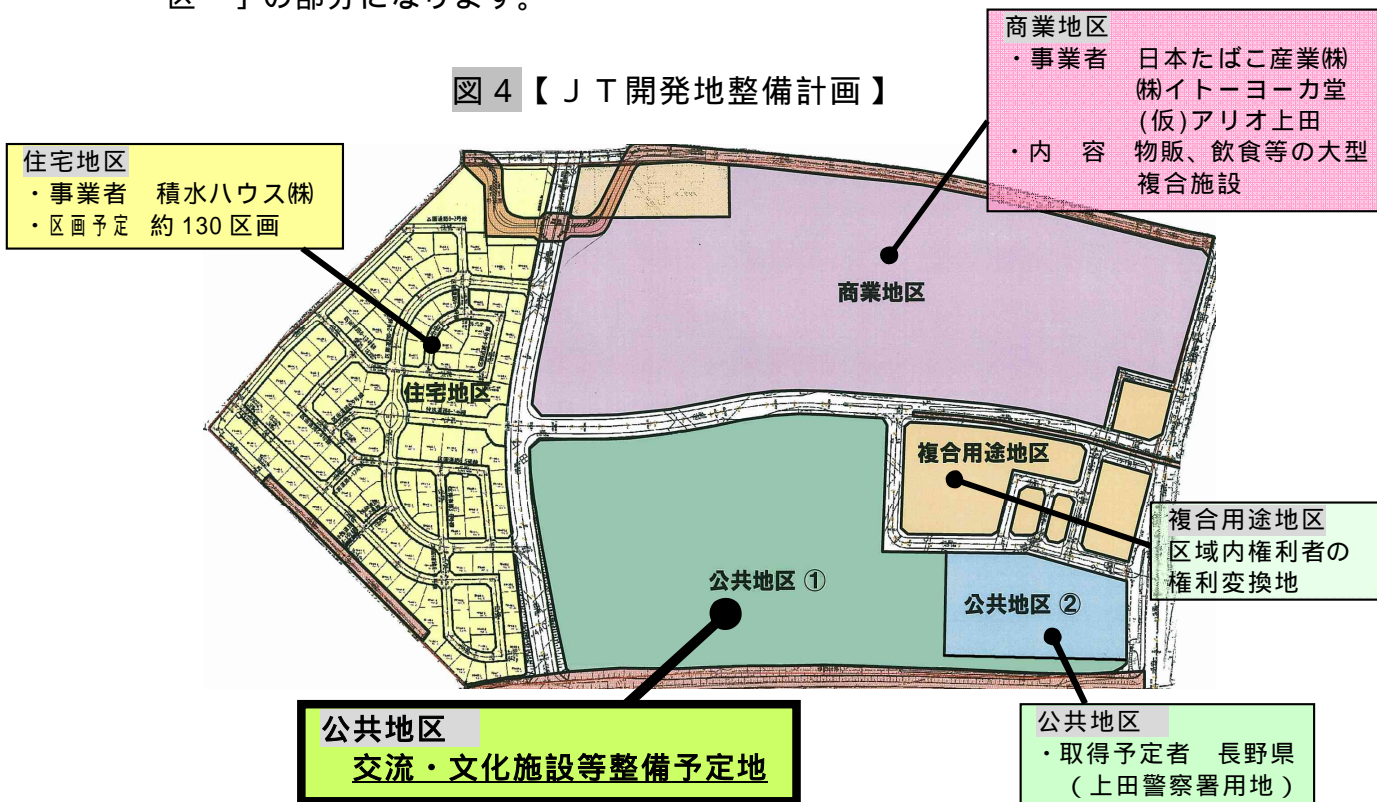 区 」の部分になります。
図４【ＪＴ開発地整備計画】
商業地区
・事業者 日本たばこ産業㈱
㈱イトーヨーカ堂
(仮)アリオ上田
・内 容 物販、飲食等の大型
複合施設
住宅地区
・事業者 積水ハウス㈱
・区画予定 約130区画
商業地区
住宅地区
複合用途地区
複合用途地区
区域内権利者の
権利変換地
公共地区 ①
公共地区 ②
公共地区
交流・文化施設等整備予定地
公共地区
・取得予定者 長野県
（上田警察署用地）